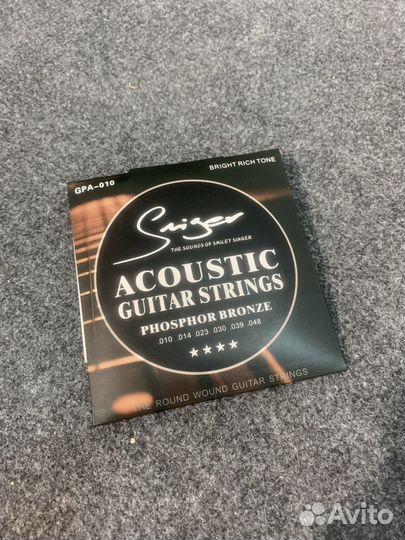 GPA-010
BRIGHT RICH TONE
Smiger
THE SOUNDS OF SMILEY SINGER
ACOUSTIC
GUITAR STRINGS
PHOSPHOR BRONZE
.010 .014 .023 .030 .039 .048
★★★★
THE ROUND WOUND GUITAR STRINGS
Avito